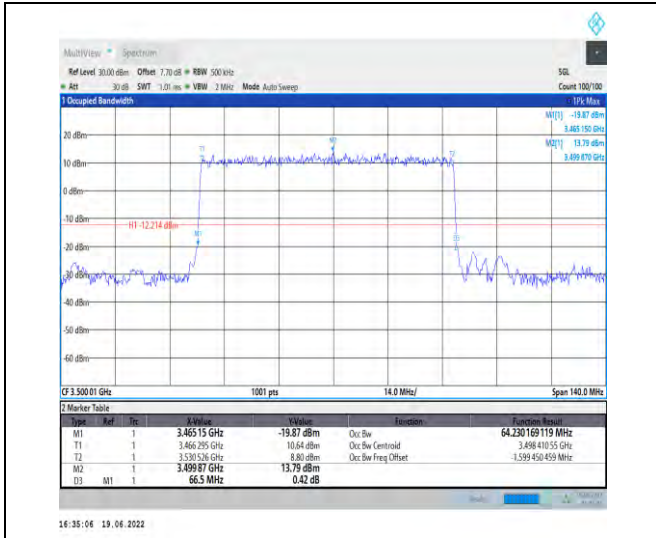 MultiView Spectrum
Ref Level 30.00 dBm Offset 7.70 dB RBW 500 kHz SGL
Att 30 dB SWT 1.01 ms VBW 2 MHz Mode Auto Sweep Count 100/100
1 Occupied Bandwidth 1Pk Max
M1[1] -19.87 dBm
3.465 150 GHz
M2[1] 13.79 dBm
3.499 870 GHz
20 dBm
10 dBm
0 dBm
-10 dBm
H1 -12.214 dBm
-20 dBm
-30 dBm
-40 dBm
-50 dBm
-60 dBm
T1
M2
T2
M1
D3
CF 3.500 01 GHz 1001 pts 14.0 MHz/ Span 140.0 MHz
2 Marker Table
Type Ref Trc X-Value Y-Value Function Function Result
M1 1 3.465 15 GHz -19.87 dBm Occ Bw 64.230 169 119 MHz
T1 1 3.466 295 GHz 10.64 dBm Occ Bw Centroid 3.498 410 55 GHz
T2 1 3.530 526 GHz 8.80 dBm Occ Bw Freq Offset -1.599 450 459 MHz
M2 1 3.499 87 GHz 13.79 dBm
D3 M1 1 66.5 MHz 0.42 dB
16:35:06 19.06.2022